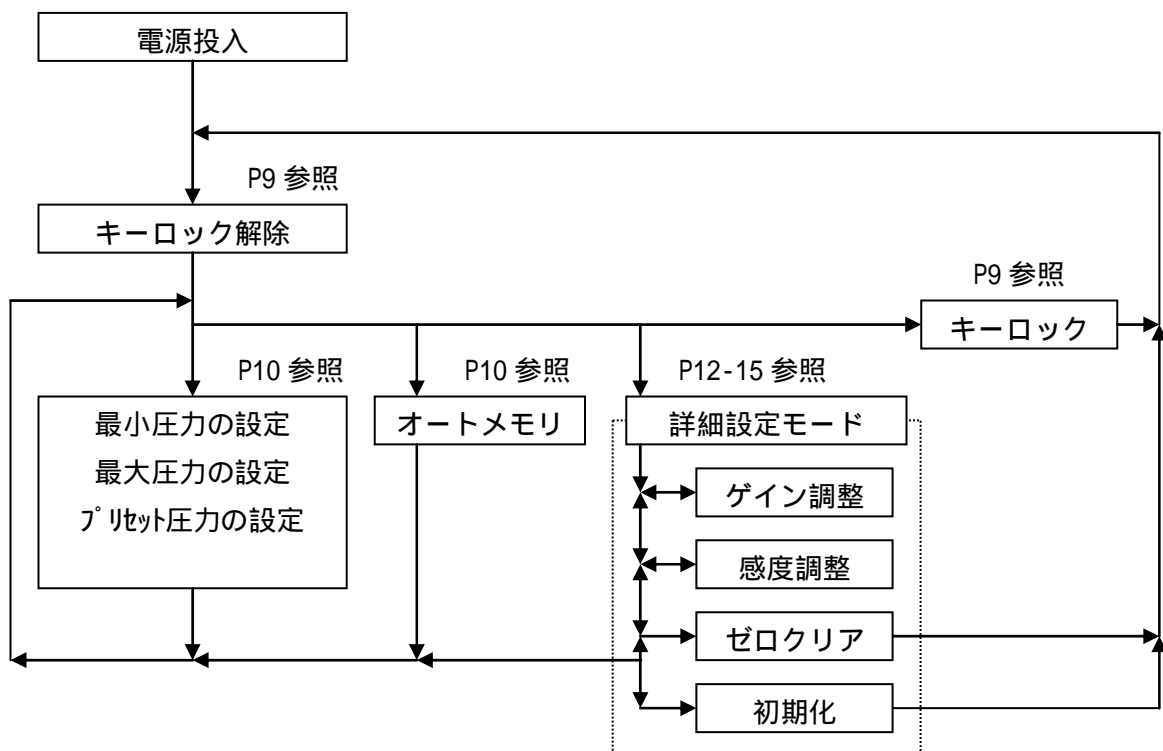 電源投入
P9 参照
キーロック解除
P9 参照
キーロック
P10 参照
P10 参照
P12-15 参照
最小圧力の設定
最大圧力の設定
プリセット圧力の設定
オートメモリ
詳細設定モード
ゲイン調整
感度調整
ゼロクリア
初期化